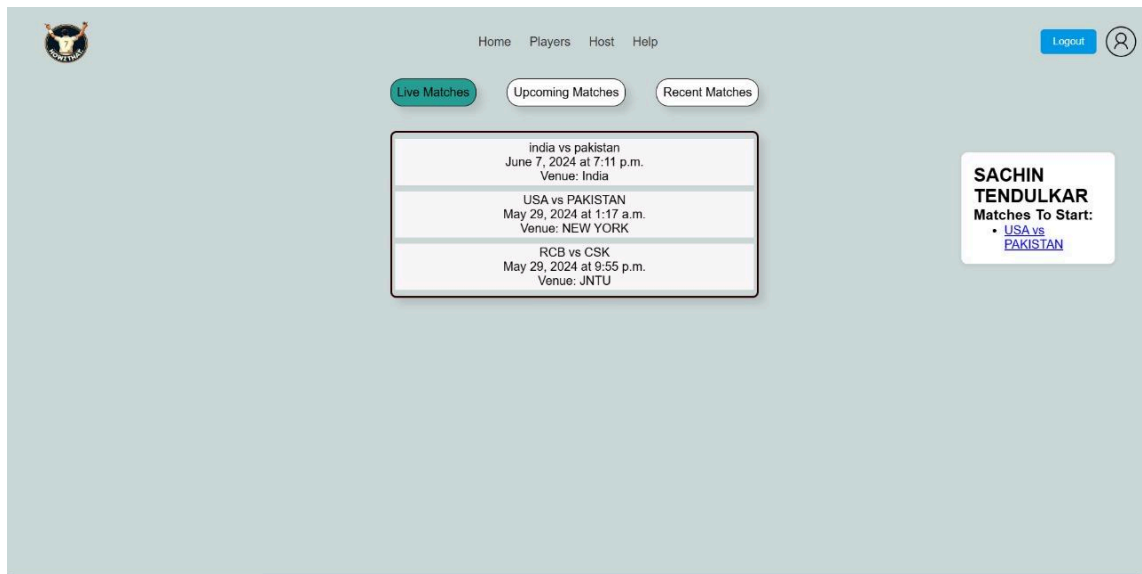 HOWZTHAT
7
Home Players Host Help
Logout
Live Matches Upcoming Matches Recent Matches
india vs pakistan
June 7, 2024 at 7:11 p.m.
Venue: India
USA vs PAKISTAN
May 29, 2024 at 1:17 a.m.
Venue: NEW YORK
RCB vs CSK
May 29, 2024 at 9:55 p.m.
Venue: JNTU
SACHIN
TENDULKAR
Matches To Start:
USA vs
PAKISTAN